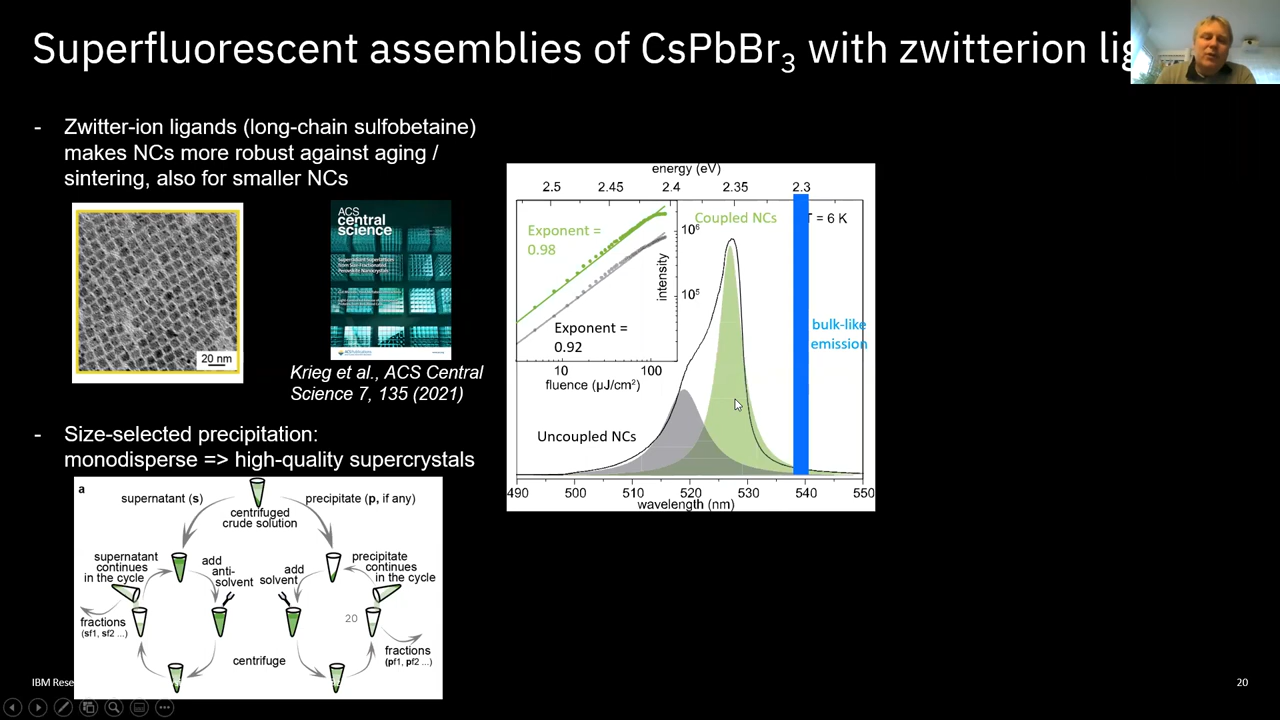 Superfluorescent assemblies of CsPbBr3 with zwitterion lig
- Zwitter-ion ligands (long-chain sulfobetaine)
makes NCs more robust against aging /
sintering, also for smaller NCs
20 nm
ACS
central
science
Krieg et al., ACS Central
Science 7, 135 (2021)
- Size-selected precipitation:
monodisperse => high-quality supercrystals
a
supernatant (s)
precipitate (p, if any)
centrifuged
crude solution
supernatant
continues
in the cycle
add
anti-
solvent
add
solvent
precipitate
continues
in the cycle
fractions
(sf1, sf2 ...)
20
fractions
(pf1, pf2 ...)
centrifuge
energy (eV)
2.5 2.45 2.4 2.35 2.3
Exponent =
0.98
Coupled NCs
T = 6 K
10^6
intensity
10^5
Exponent =
0.92
bulk-like
emission
10 100
fluence (µJ/cm²)
Uncoupled NCs
490 500 510 520 530 540 550
wavelength (nm)
IBM Rese
20